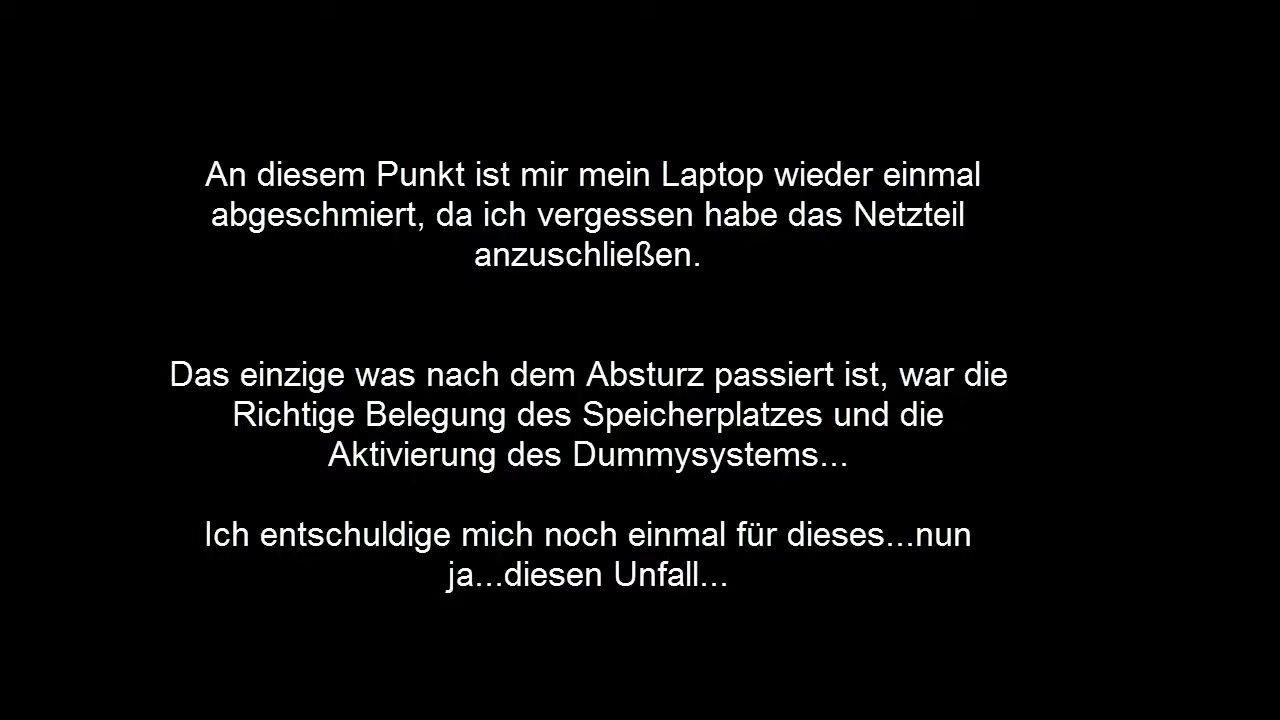 An diesem Punkt ist mir mein Laptop wieder einmal
abgeschmiert, da ich vergessen habe das Netzteil
anzuschließen.
Das einzige was nach dem Absturz passiert ist, war die
Richtige Belegung des Speicherplatzes und die
Aktivierung des Dummysystems...
Ich entschuldige mich noch einmal für dieses...nun
ja...diesen Unfall...